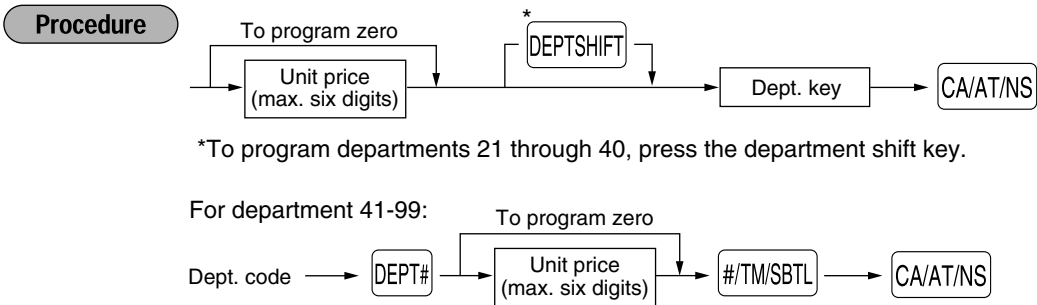 Procedure
To program zero
*
DEPTSHIFT
Unit price
(max. six digits)
Dept. key
CA/AT/NS
*To program departments 21 through 40, press the department shift key.
For department 41-99:
To program zero
Dept. code
DEPT#
Unit price
(max. six digits)
#/TM/SBTL
CA/AT/NS